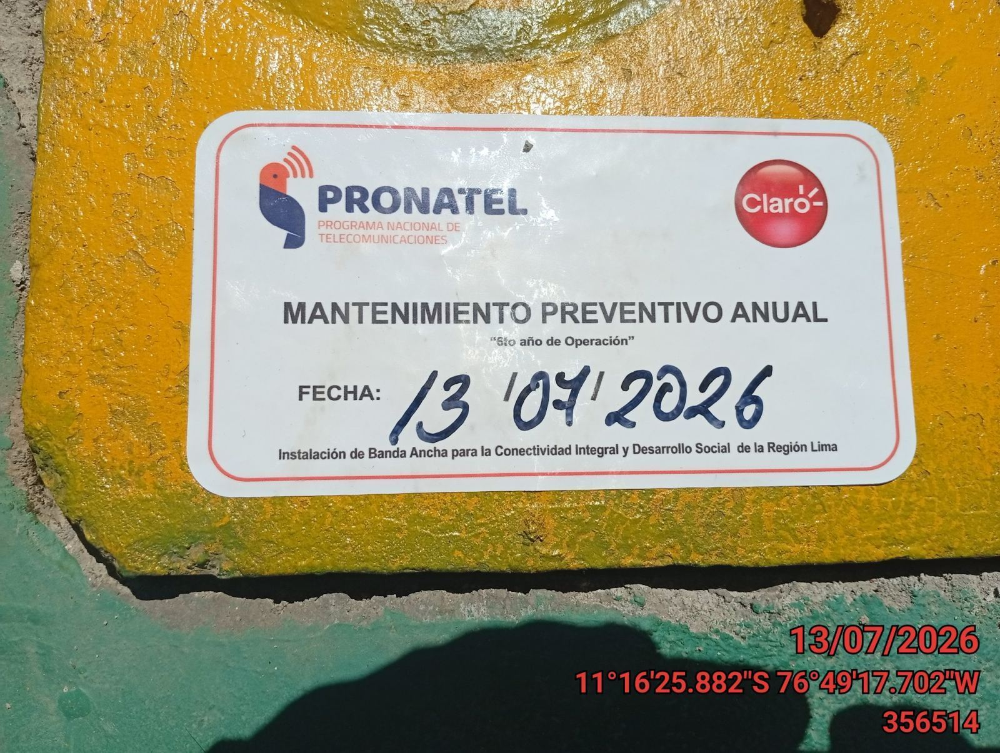 PRONATEL
PROGRAMA NACIONAL DE
TELECOMUNICACIONES
Claro
MANTENIMIENTO PREVENTIVO ANUAL
"6to año de Operación"
FECHA: 13/07/2026
Instalación de Banda Ancha para la Conectividad Integral y Desarrollo Social de la Región Lima
13/07/2026
11°16'25.882"S 76°49'17.702"W
356514